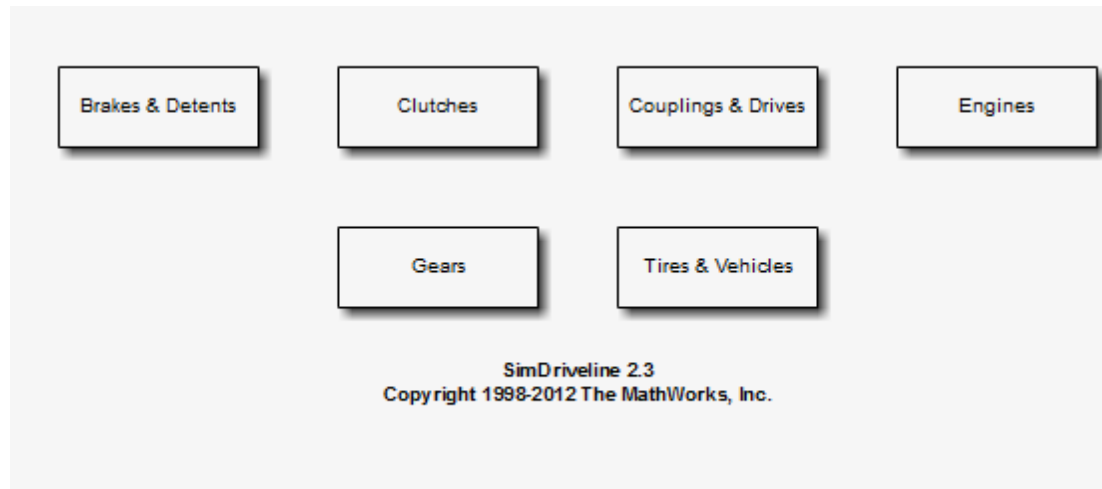 Brakes & Detents
Clutches
Couplings & Drives
Engines
Gears
Tires & Vehicles
SimDriveline 2.3
Copyright 1998-2012 The MathWorks, Inc.